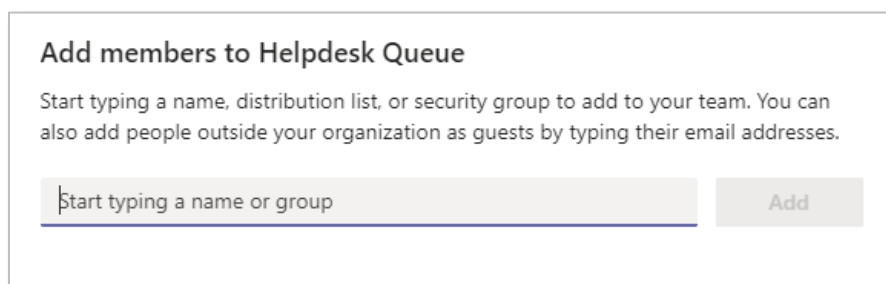 Add members to Helpdesk Queue
Start typing a name, distribution list, or security group to add to your team. You can
also add people outside your organization as guests by typing their email addresses.
Start typing a name or group
Add